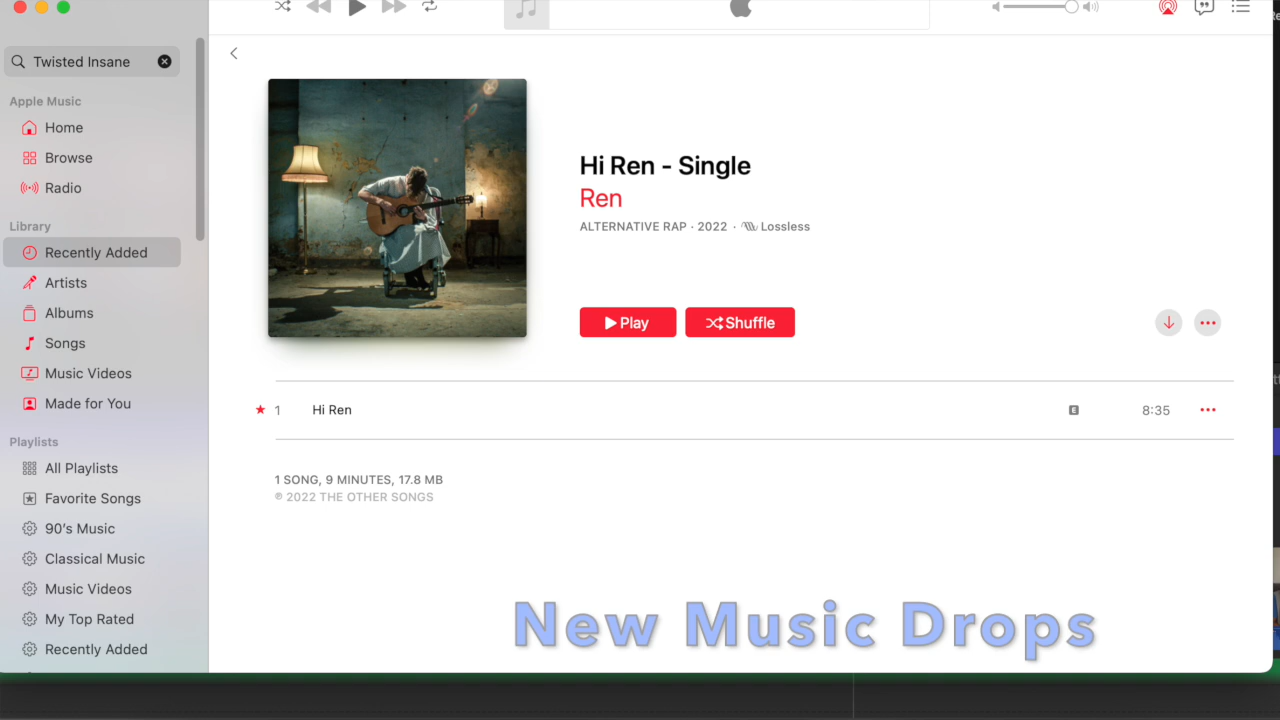 Twisted Insane
Apple Music
Home
Browse
Radio
Library
Recently Added
Artists
Albums
Songs
Music Videos
Made for You
Playlists
All Playlists
Favorite Songs
90's Music
Classical Music
Music Videos
My Top Rated
Recently Added
Hi Ren - Single
Ren
ALTERNATIVE RAP · 2022 · Lossless
Play
Shuffle
★ 1 Hi Ren E 8:35
1 SONG, 9 MINUTES, 17.8 MB
℗ 2022 THE OTHER SONGS
New Music Drops